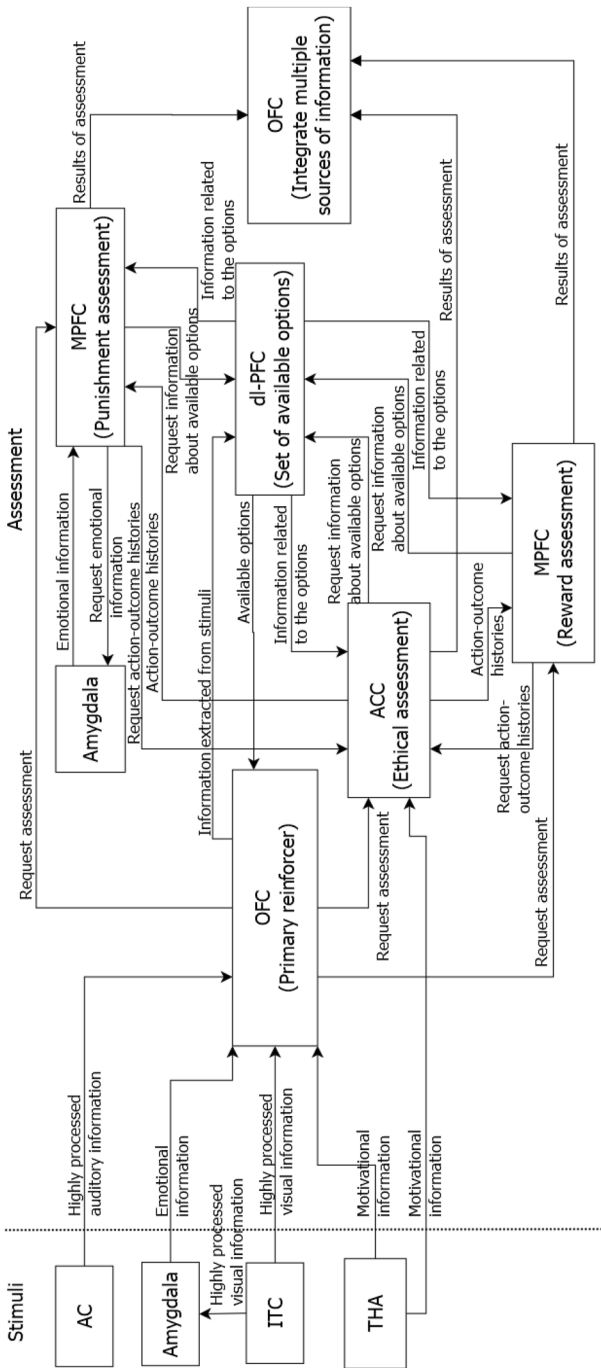 Stimuli
Assessment
AC
Highly processed
auditory information
Amygdala
Emotional
information
Highly processed
visual information
ITC
Highly processed
visual information
THA
Motivational
information
Motivational
information
OFC
(Primary reinforcer)
Request assessment
Information extracted from stimuli
Available options
Request assessment
Request assessment
Amygdala
Emotional information
Request emotional
information
Request action-outcome histories
Action-outcome histories
MPFC
(Punishment assessment)
Request information
about available options
Information related
to the options
Results of assessment
dl-PFC
(Set of available options)
Information related
to the options
Request information
about available options
Request information
about available options
Information related
to the options
ACC
(Ethical assessment)
Action-outcome
histories
Request action-
outcome histories
Results of assessment
MPFC
(Reward assessment)
Results of assessment
OFC
(Integrate multiple
sources of information)